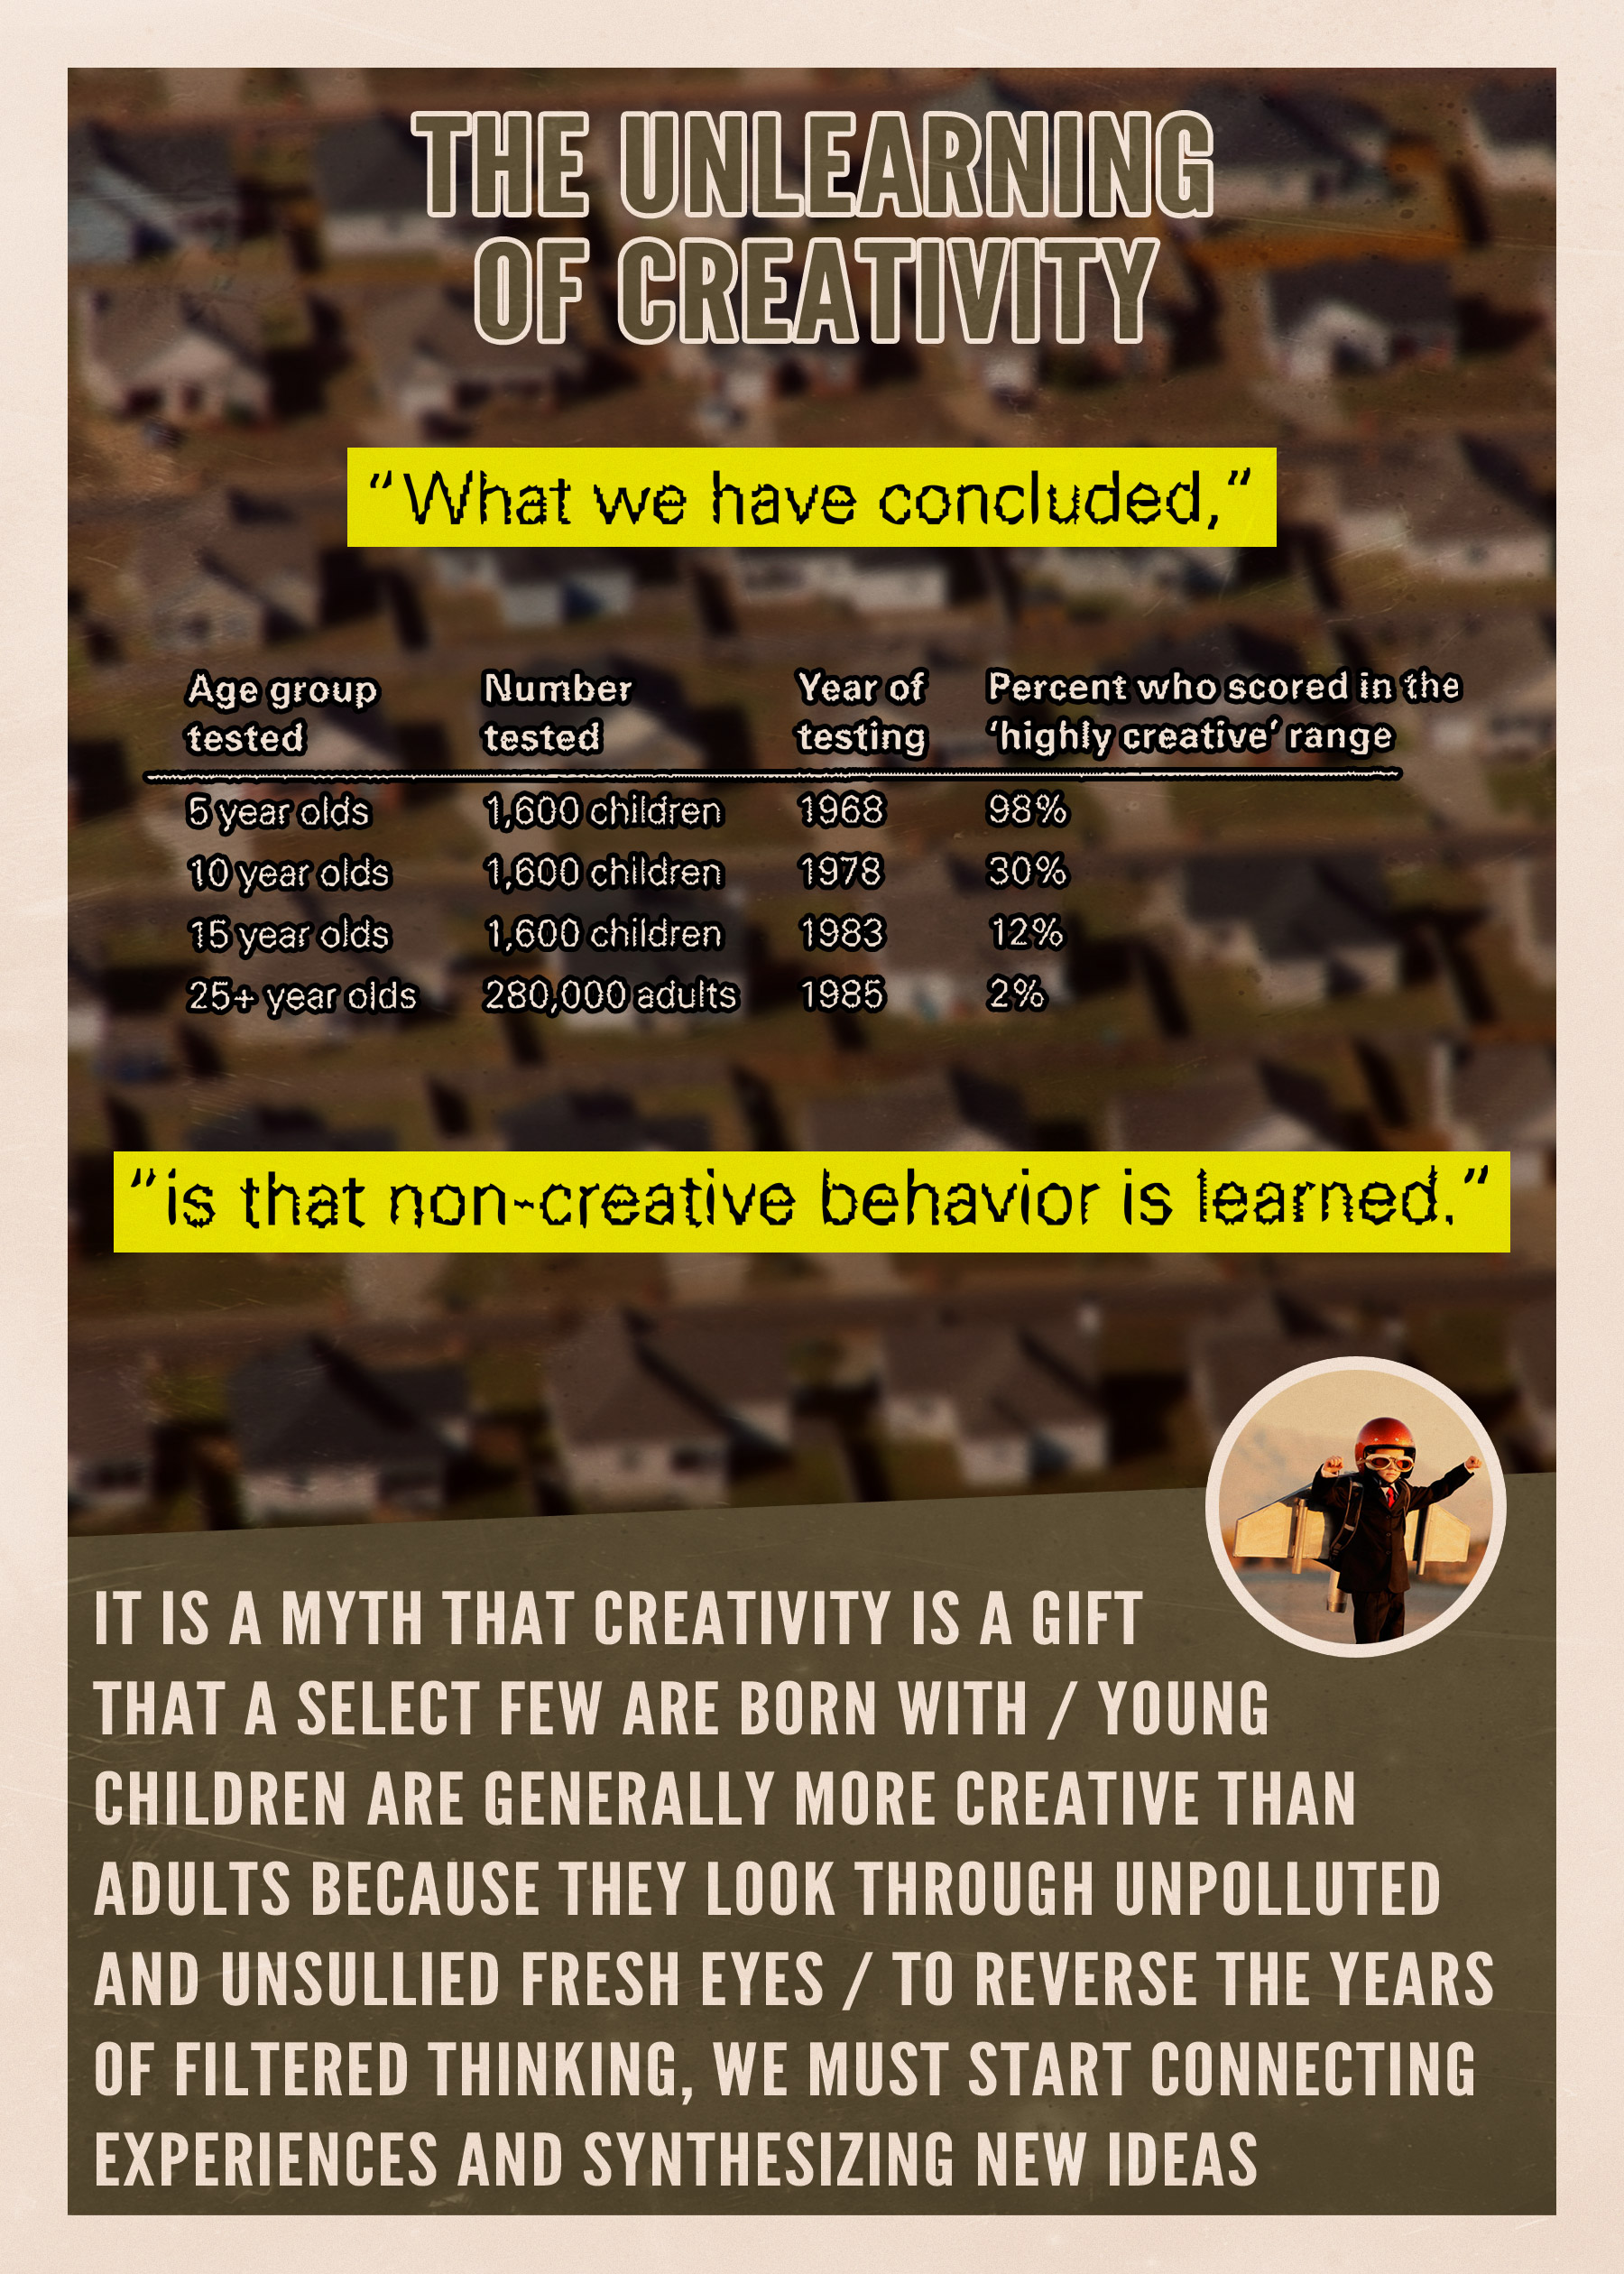 THE UNLEARNING
OF CREATIVITY
“What we have concluded,”
Age group tested Number tested Year of testing Percent who scored in the ‘highly creative’ range
5 year olds 1,600 children 1968 98%
10 year olds 1,600 children 1978 30%
15 year olds 1,600 children 1983 12%
25+ year olds 280,000 adults 1985 2%
“is that non-creative behavior is learned.”
IT IS A MYTH THAT CREATIVITY IS A GIFT
THAT A SELECT FEW ARE BORN WITH / YOUNG
CHILDREN ARE GENERALLY MORE CREATIVE THAN
ADULTS BECAUSE THEY LOOK THROUGH UNPOLLUTED
AND UNSULLIED FRESH EYES / TO REVERSE THE YEARS
OF FILTERED THINKING, WE MUST START CONNECTING
EXPERIENCES AND SYNTHESIZING NEW IDEAS